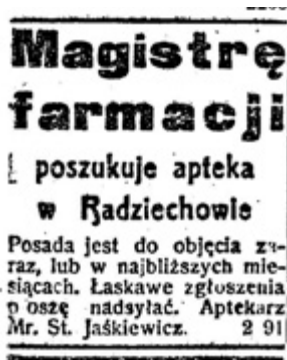 Magistrę
farmacji
poszukuje apteka
w Radziechowie
Posada jest do objęcia za-
raz, lub w najbliższych mie-
siącach. Łaskawe zgłoszenia
p oszę nadsyłać. Aptekarz
Mr. St. Jaśkiewicz. 2 91